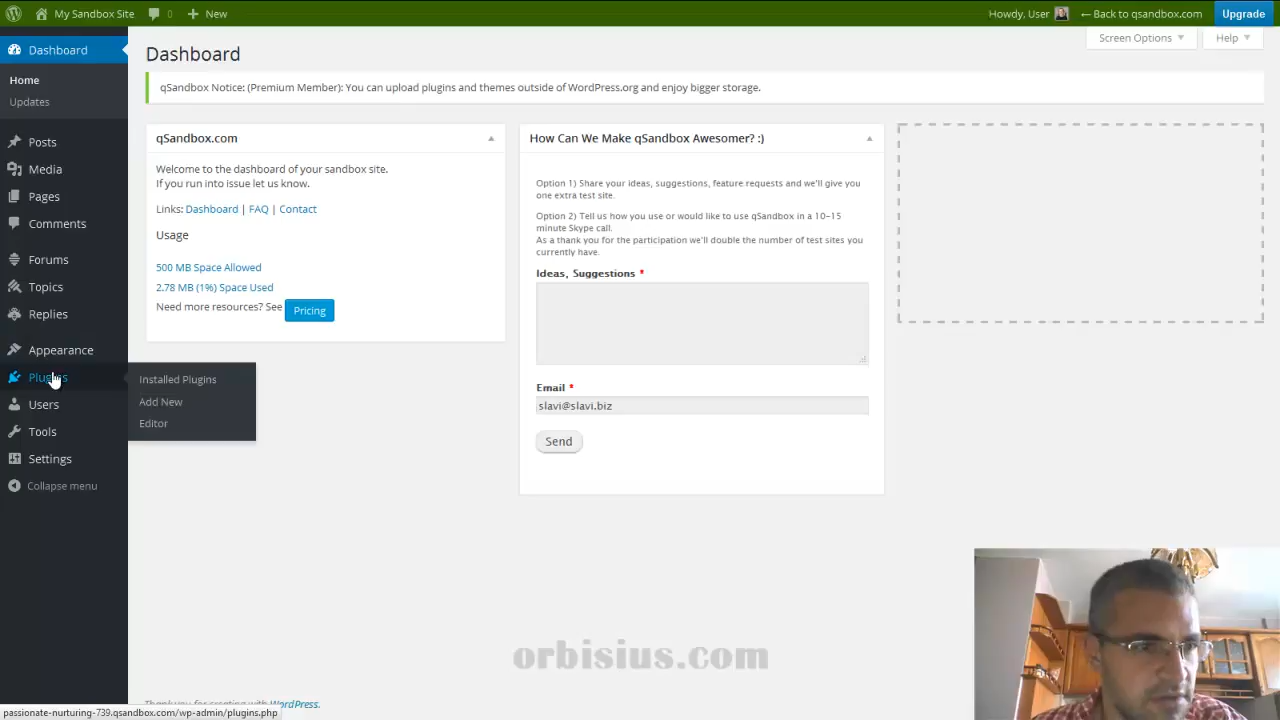 My Sandbox Site
0
New
Howdy, User
← Back to qsandbox.com
Upgrade
Screen Options
Help
Dashboard
Home
Updates
Posts
Media
Pages
Comments
Forums
Topics
Replies
Appearance
Plugins
Installed Plugins
Add New
Editor
Users
Tools
Settings
Collapse menu
Dashboard
qSandbox Notice: (Premium Member): You can upload plugins and themes outside of WordPress.org and enjoy bigger storage.
qSandbox.com
Welcome to the dashboard of your sandbox site.
If you run into issue let us know.
Links: Dashboard | FAQ | Contact
Usage
500 MB Space Allowed
2.78 MB (1%) Space Used
Need more resources? See Pricing
How Can We Make qSandbox Awesomer? :)
Option 1) Share your ideas, suggestions, feature requests and we'll give you
one extra test site.
Option 2) Tell us how you use or would like to use qSandbox in a 10–15
minute Skype call.
As a thank you for the participation we'll double the number of test sites you
currently have.
Ideas, Suggestions *
Email *
slavi@slavi.biz
Send
orbisius.com
Thank you for creating with WordPress.
passionate-nurturing-739.qsandbox.com/wp-admin/plugins.php